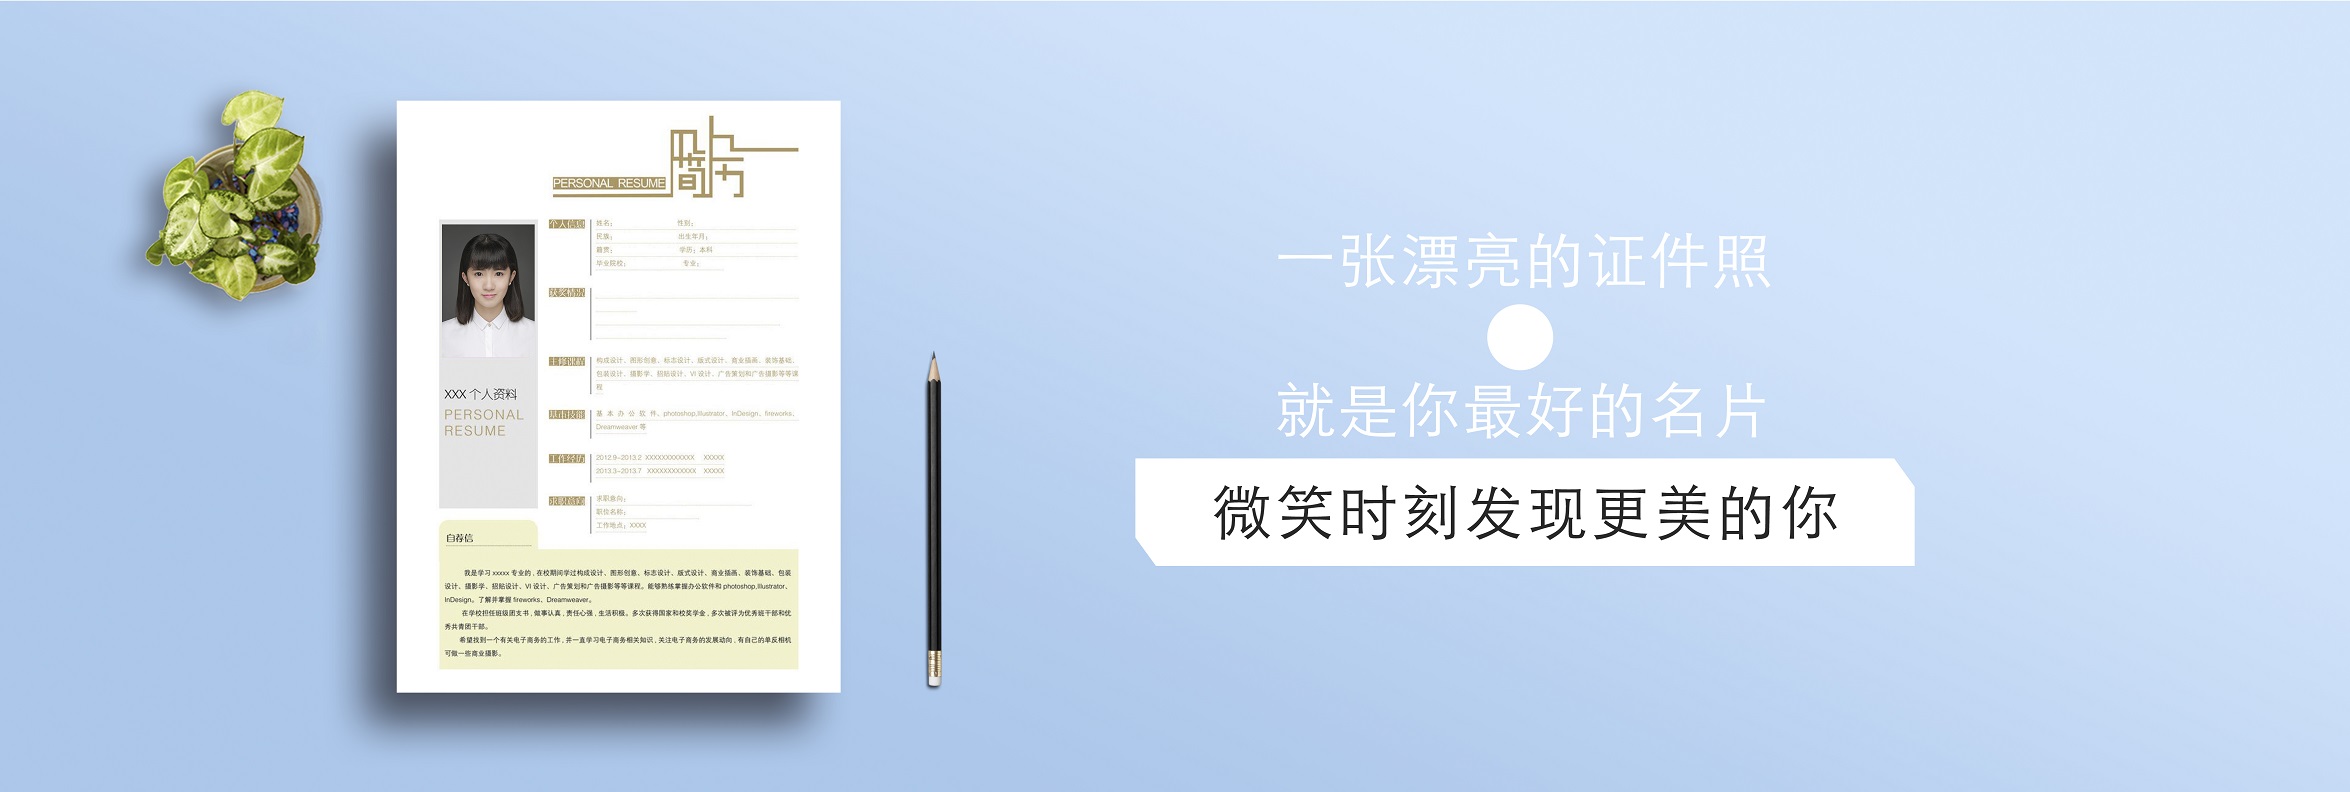 PERSONAL RESUME
个人信息
姓名： 性别：
民族： 出生年月：
籍贯： 学历：本科
毕业院校： 专业：
获奖情况
主修课程
构成设计、图形创意、标志设计、版式设计、商业插画、装饰基础、
包装设计、摄影学、招贴设计、VI 设计、广告策划和广告摄影等等课
程
基本技能
基 本 办 公 软 件、photoshop,Illustrator、InDesign、fireworks、
Dreamweaver 等
工作经历
2012.9~2013.2 XXXXXXXXXXXX XXXXX
2013.3~2013.7 XXXXXXXXXXXX XXXXX
求职意向
求职意向：
职位名称：
工作地点：XXXX
XXX 个人资料
PERSONAL
RESUME
自荐信
我是学习 xxxxx 专业的，在校期间学过构成设计、图形创意、标志设计、版式设计、商业插画、装饰基础、包装
设计、摄影学、招贴设计、VI 设计、广告策划和广告摄影等等课程。能够熟练掌握办公软件和 photoshop,Illustrator、
InDesign。了解并掌握 fireworks、Dreamweaver。
在学校担任班级团支书，做事认真，责任心强，生活积极。多次获得国家和校奖学金，多次被评为优秀班干部和优
秀共青团干部。
希望找到一个有关电子商务的工作，并一直学习电子商务相关知识，关注电子商务的发展动向，有自己的单反相机
可做一些商业摄影。
一张漂亮的证件照
就是你最好的名片
微笑时刻发现更美的你